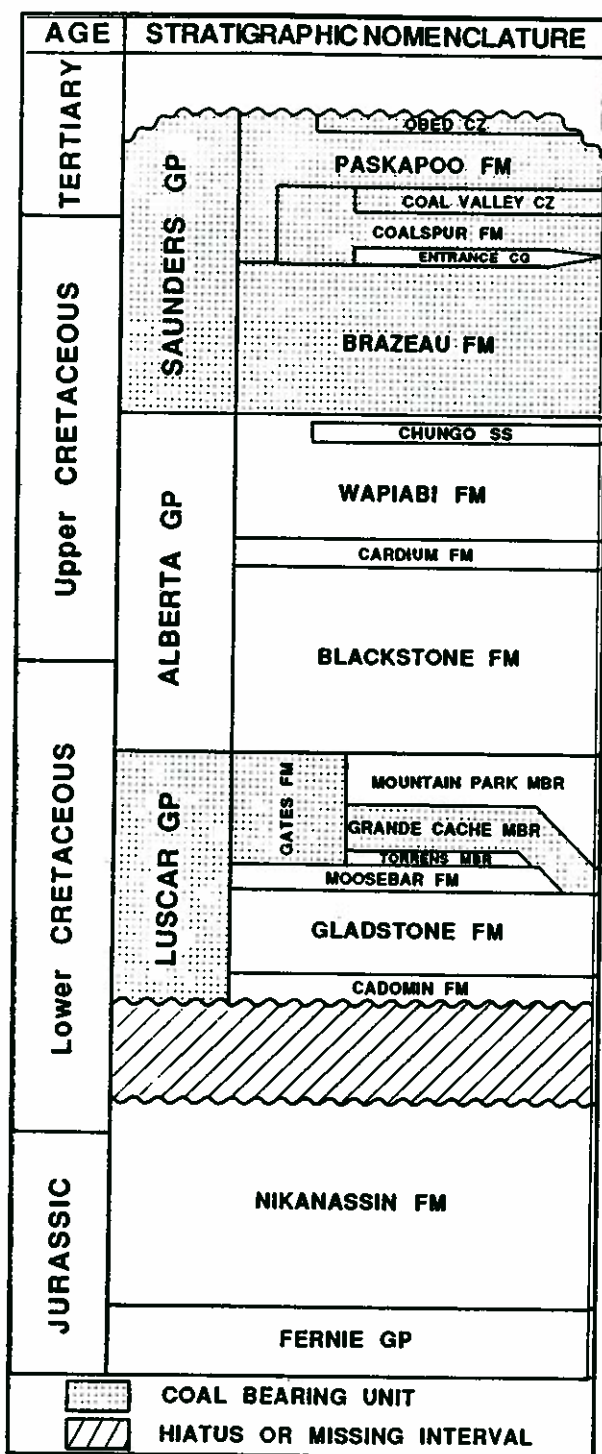 AGE STRATIGRAPHIC NOMENCLATURE
TERTIARY
Upper CRETACEOUS
Lower CRETACEOUS
JURASSIC
SAUNDERS GP
ALBERTA GP
LUSCAR GP
OBED CZ
PASKAPOO FM
COAL VALLEY CZ
COALSPUR FM
ENTRANCE CG
BRAZEAU FM
CHUNGO SS
WAPIABI FM
CARDIUM FM
BLACKSTONE FM
GATES FM
MOUNTAIN PARK MBR
GRANDE CACHE MBR
TORRENS MBR
MOOSEBAR FM
GLADSTONE FM
CADOMIN FM
NIKANASSIN FM
FERNIE GP
COAL BEARING UNIT
HIATUS OR MISSING INTERVAL